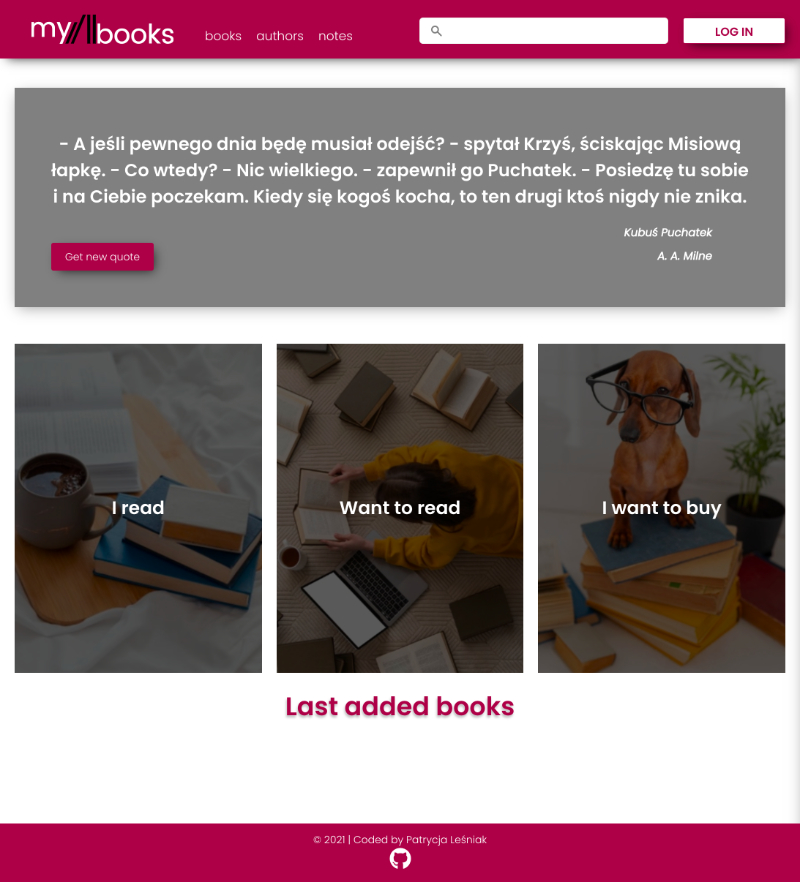 my books
books authors notes
LOG IN
- A jeśli pewnego dnia będę musiał odejść? - spytał Krzyś, ściskając Misiową
łapkę. - Co wtedy? - Nic wielkiego. - zapewnił go Puchatek. - Posiedzę tu sobie
i na Ciebie poczekam. Kiedy się kogoś kocha, to ten drugi ktoś nigdy nie znika.
Kubuś Puchatek
A. A. Milne
Get new quote
I read
Want to read
I want to buy
Last added books
© 2021 | Coded by Patrycja Leśniak